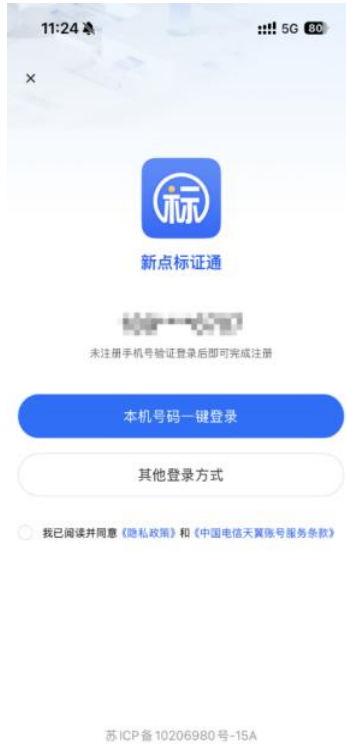 11:24
5G 80
×
标
新点标证通
未注册手机号验证登录后即可完成注册
本机号码一键登录
其他登录方式
我已阅读并同意《隐私政策》和《中国电信天翼账号服务条款》
苏ICP备10206980号-15A